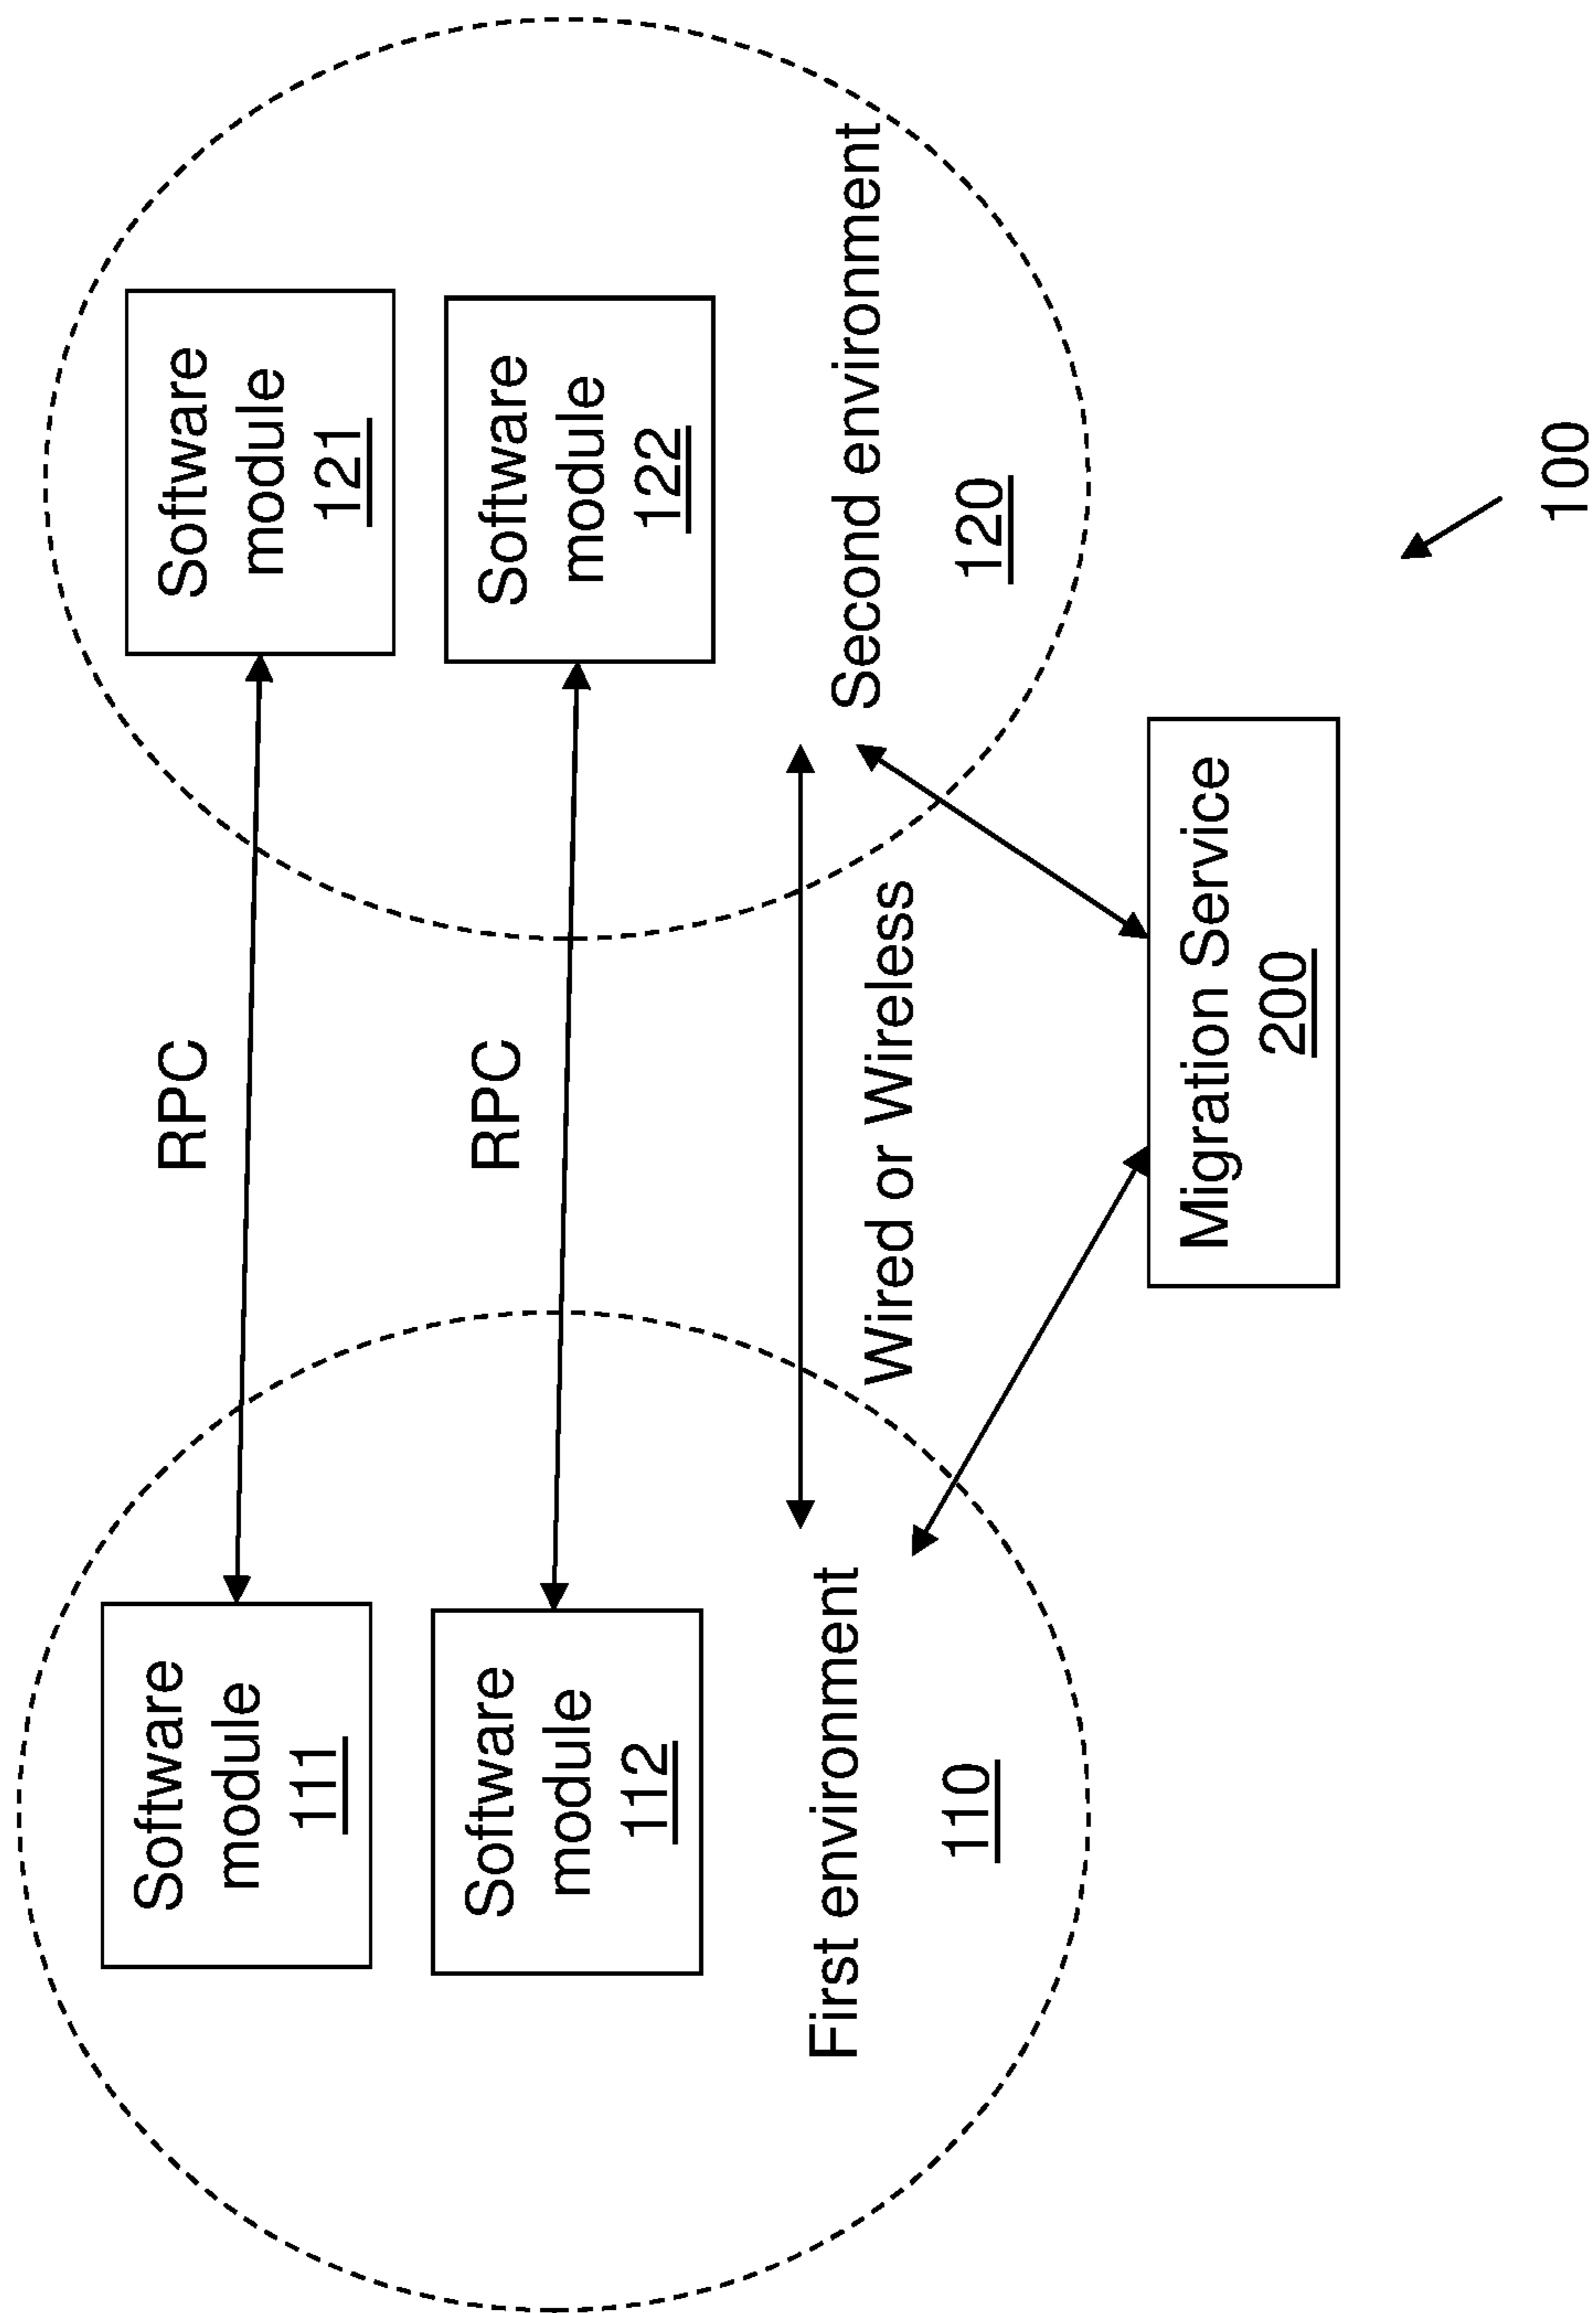 Software
module
111
RPC
Software
module
121
Software
module
112
RPC
Software
module
122
First environment
110
Wired or Wireless
Second environment
120
Migration Service
200
100